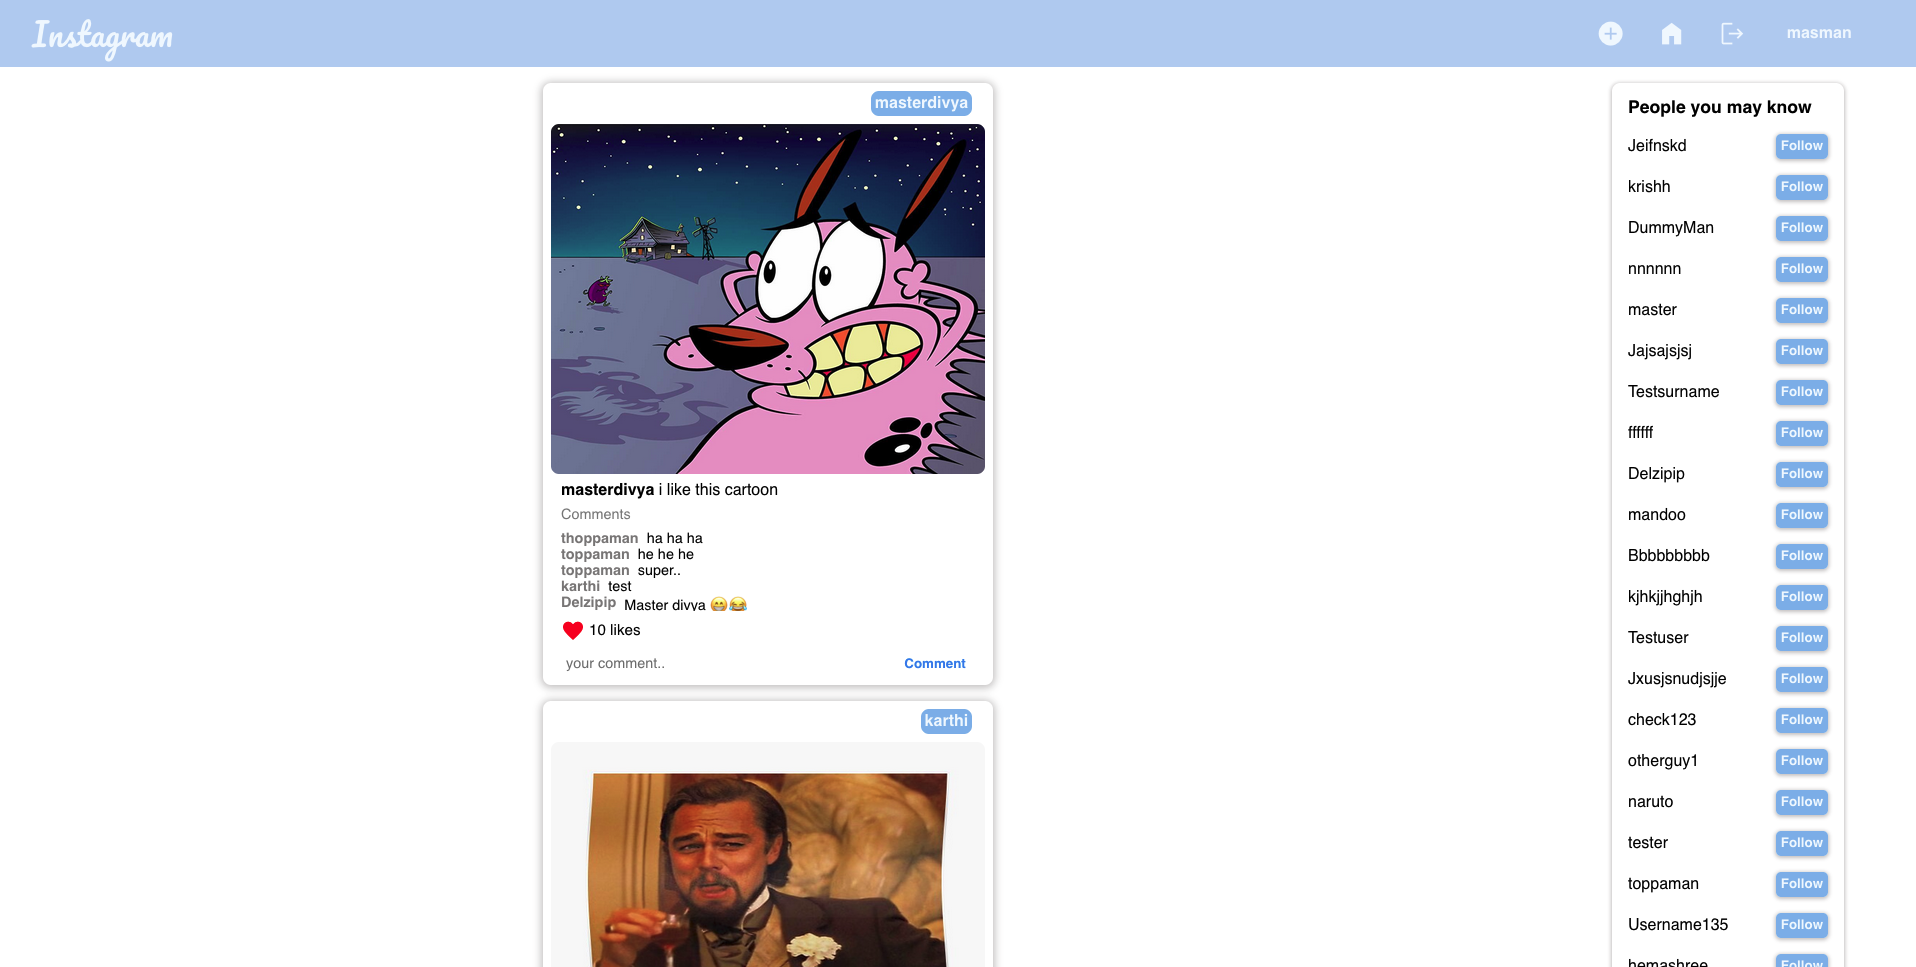 Instagram
masman
masterdivya
masterdivya i like this cartoon
Comments
thoppaman ha ha ha
toppaman he he he
toppaman super..
karthi test
Delzipip Master divya 😁😂
10 likes
your comment.. Comment
karthi
People you may know
Jeifnskd Follow
krishh Follow
DummyMan Follow
nnnnnn Follow
master Follow
Jajsajsjsj Follow
Testsurname Follow
ffffff Follow
Delzipip Follow
mandoo Follow
Bbbbbbbbb Follow
kjhkjjhghjh Follow
Testuser Follow
Jxusjsnudjsjje Follow
check123 Follow
otherguy1 Follow
naruto Follow
tester Follow
toppaman Follow
Username135 Follow
hemashree Follow